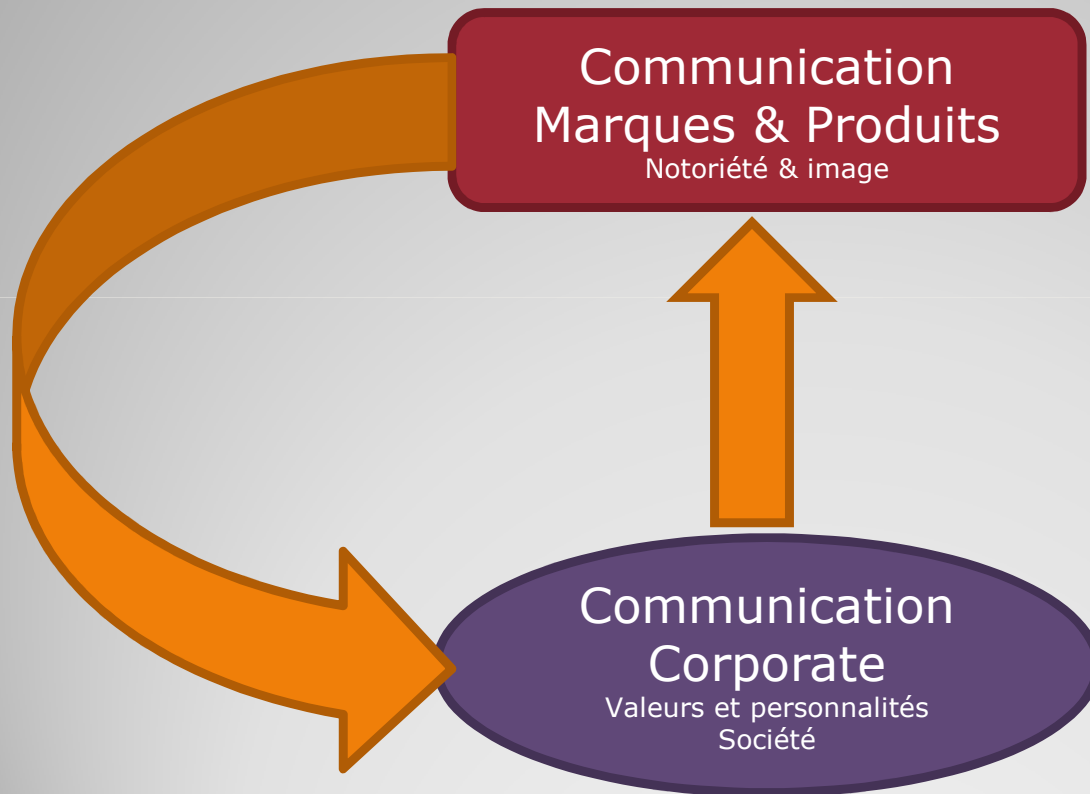 Communication
Marques & Produits
Notoriété & image
Communication
Corporate
Valeurs et personnalités
Société